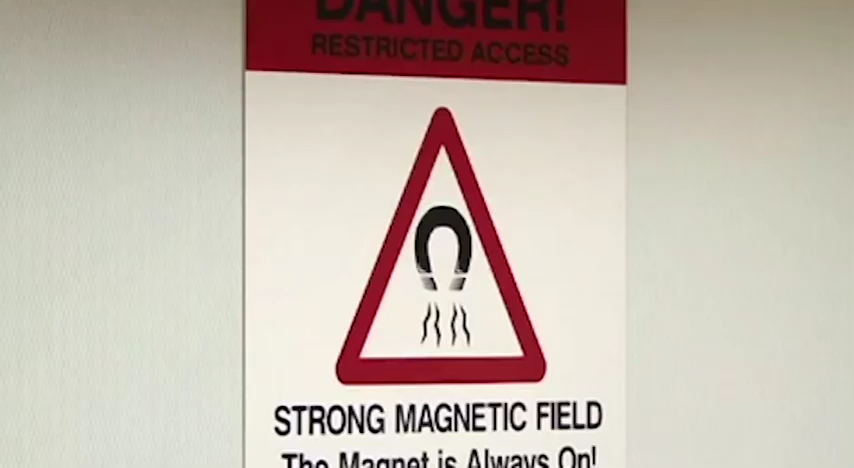 DANGER!
RESTRICTED ACCESS
STRONG MAGNETIC FIELD
The Magnet is Always On!